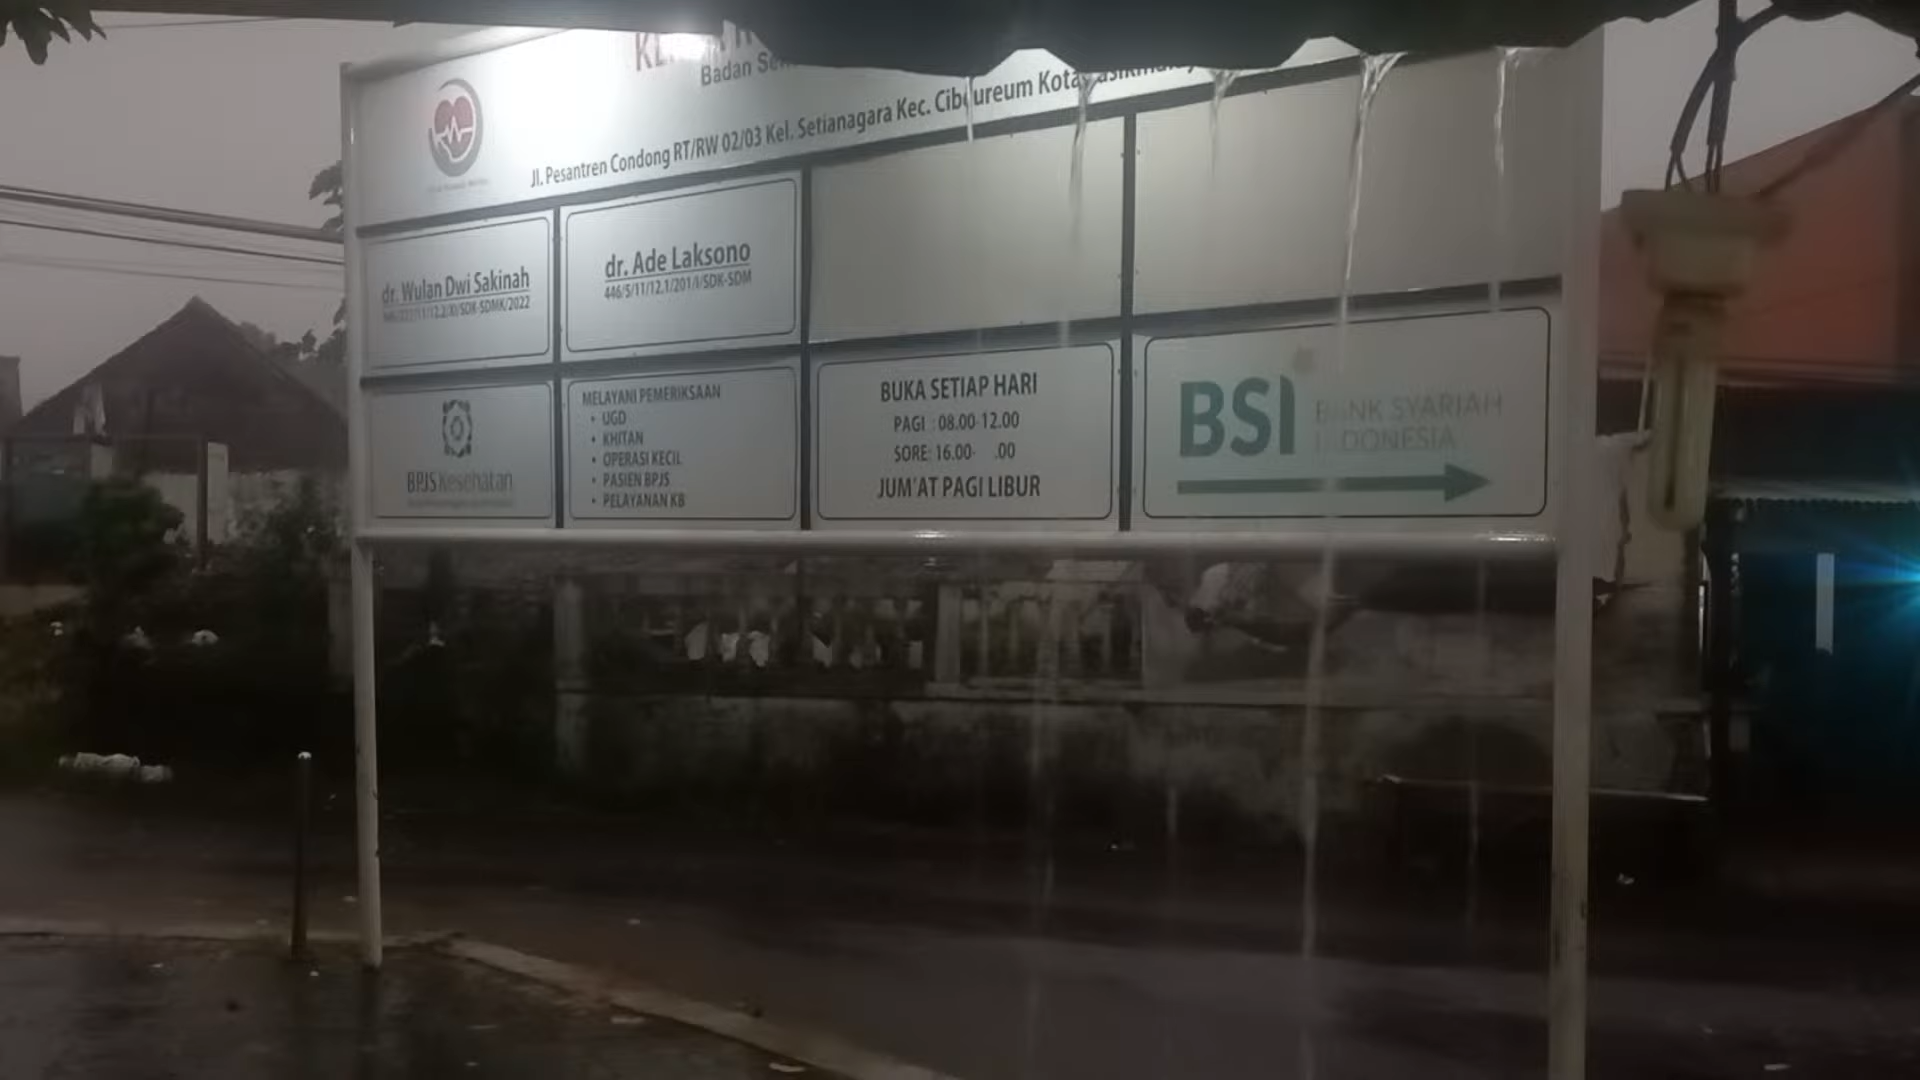 Badan
Jl. Pesantren Condong RT/RW 02/03 Kel. Setianagara Kec. Cibeureum Kota
dr. Wulan Dwi Sakinah
dr. Ade Laksono
446/5/11/12.1/201/I/SDK-SDM
BPJS Kesehatan
MELAYANI PEMERIKSAAN
• UGD
• KHITAN
• OPERASI KECIL
• PASIEN BPJS
• PELAYANAN KB
BUKA SETIAP HARI
PAGI : 08.00-12.00
SORE: 16.00- .00
JUM'AT PAGI LIBUR
BSI BANK SYARIAH
INDONESIA